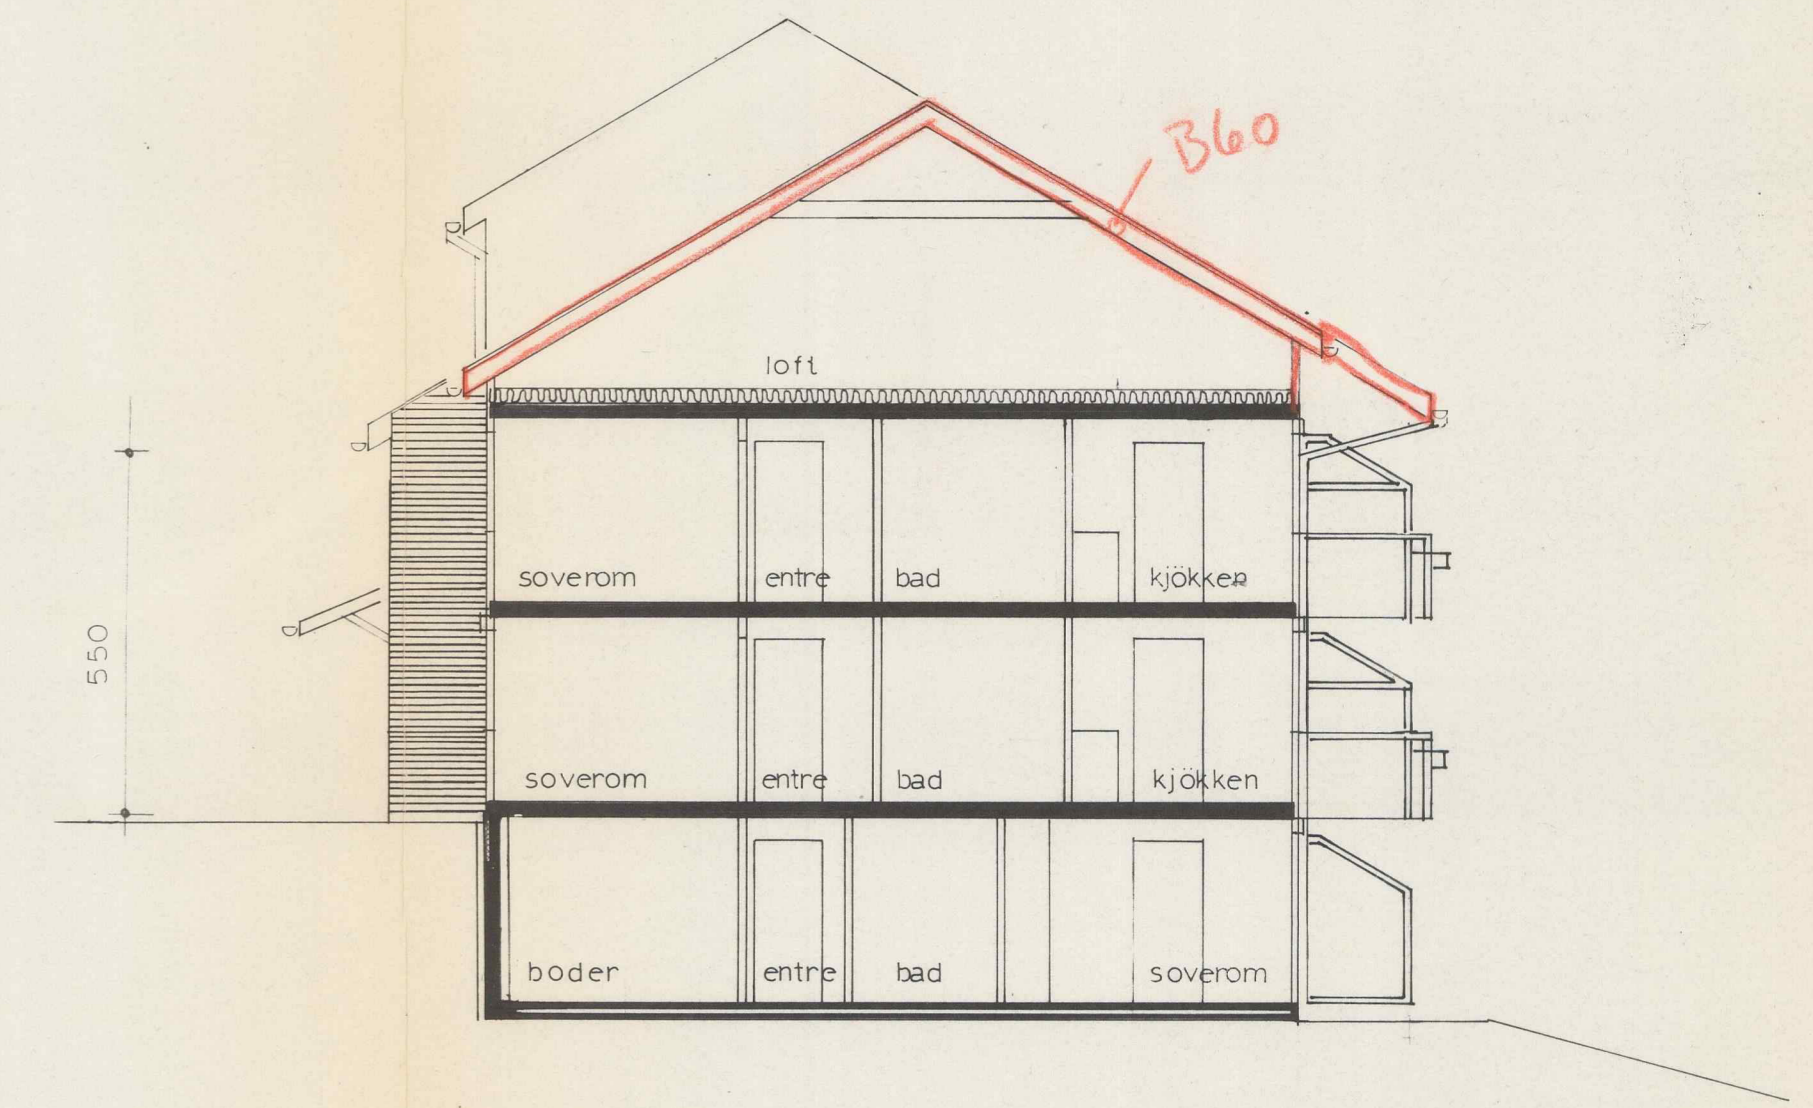 B60
loft
soverom entre bad kjökken
550
soverom entre bad kjökken
boder entre bad soverom